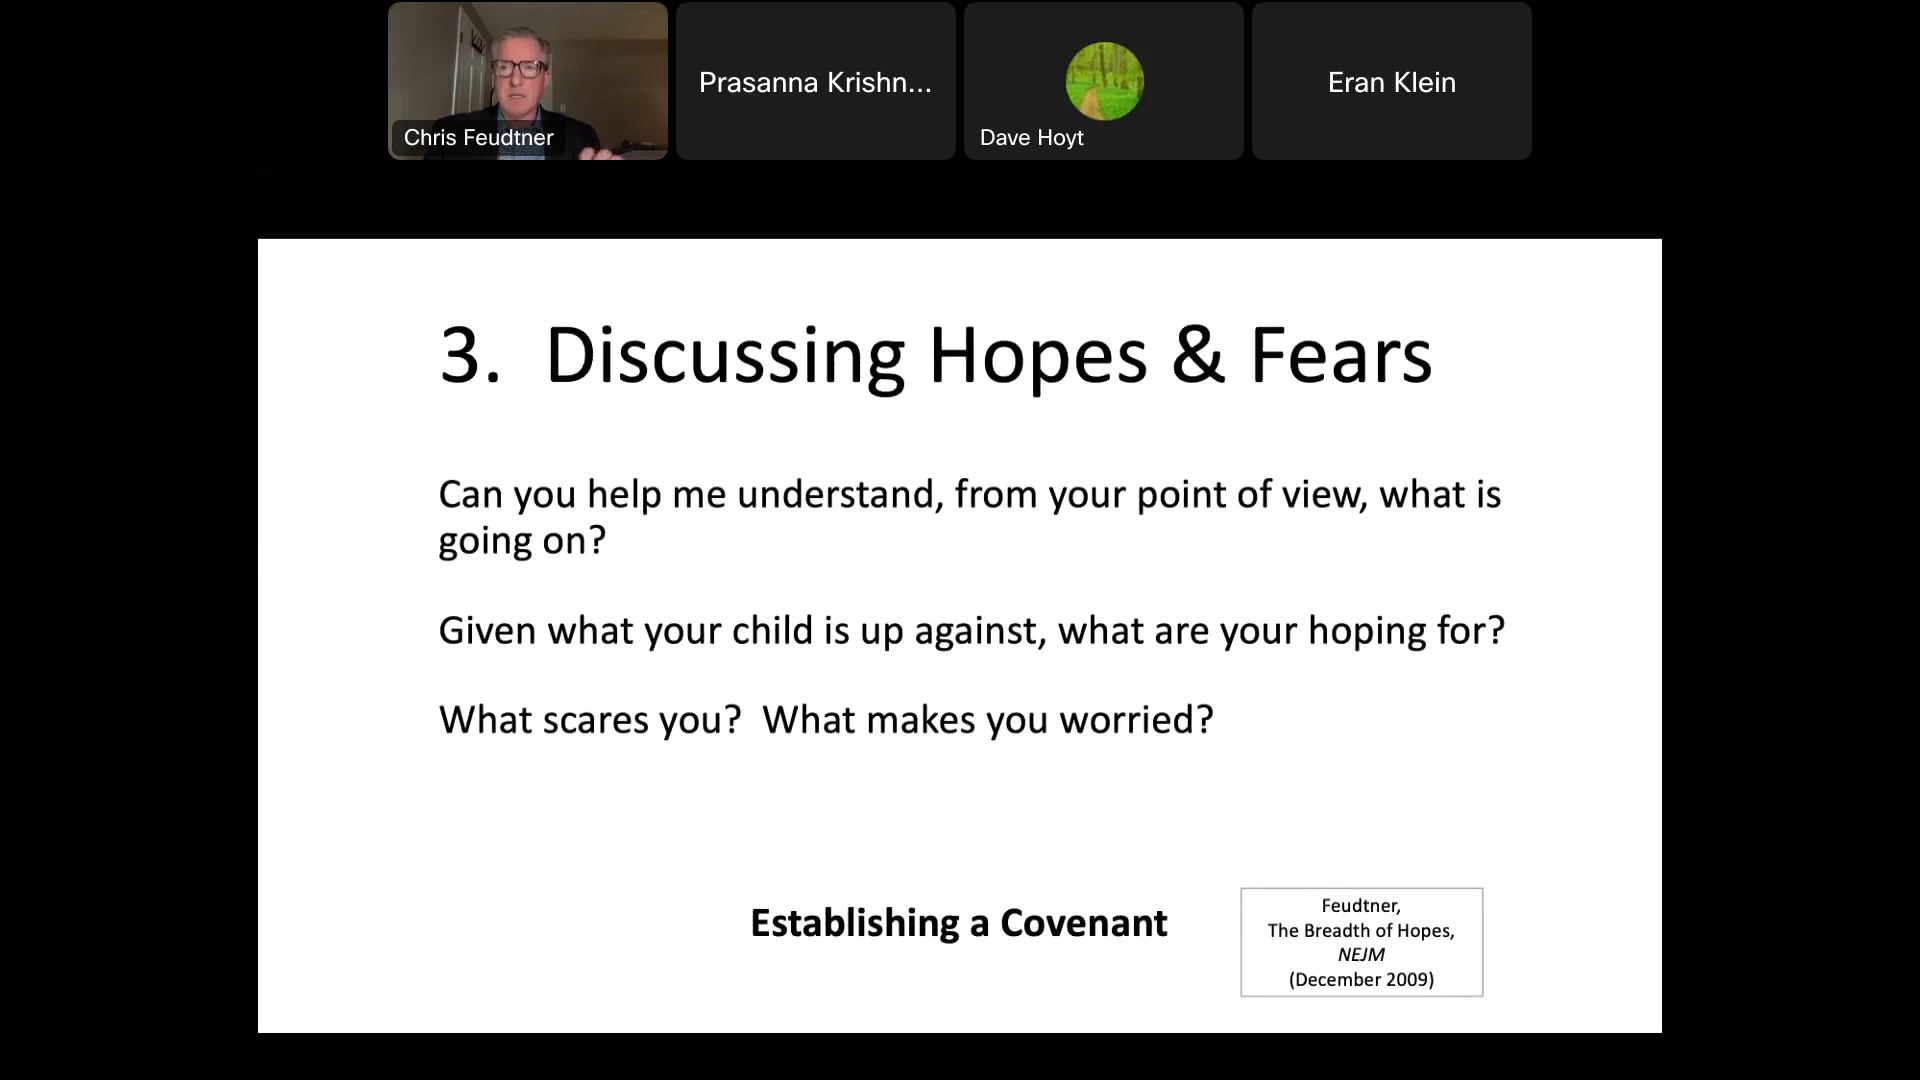 Chris Feudtner
Prasanna Krishn...
Dave Hoyt
Eran Klein
3. Discussing Hopes & Fears
Can you help me understand, from your point of view, what is
going on?
Given what your child is up against, what are your hoping for?
What scares you? What makes you worried?
Establishing a Covenant
Feudtner,
The Breadth of Hopes,
NEJM
(December 2009)